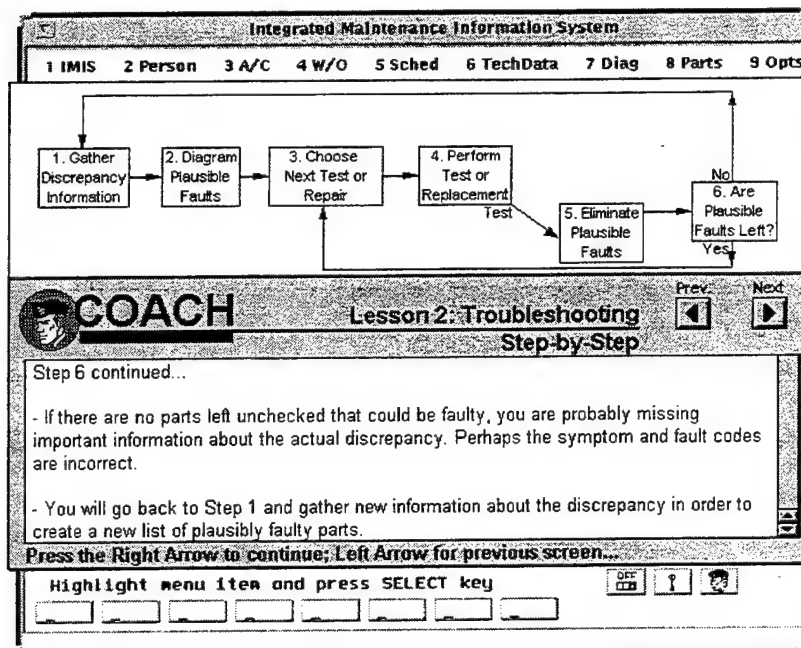 Integrated Maintenance Information System
1 IMIS 2 Person 3 A/C 4 W/O 5 Sched 6 TechData 7 Diag 8 Parts 9 Opts
1. Gather
Discrepancy
Information
2. Diagram
Plausible
Faults
3. Choose
Next Test or
Repair
4. Perform
Test or
Replacement
Test
5. Eliminate
Plausible
Faults
No
6. Are
Plausible
Faults Left?
Yes
COACH
Lesson 2: Troubleshooting
Step-by-Step
Prev.
Next
Step 6 continued...
- If there are no parts left unchecked that could be faulty, you are probably missing
important information about the actual discrepancy. Perhaps the symptom and fault codes
are incorrect.
- You will go back to Step 1 and gather new information about the discrepancy in order to
create a new list of plausibly faulty parts.
Press the Right Arrow to continue; Left Arrow for previous screen...
Highlight menu item and press SELECT key
OFF